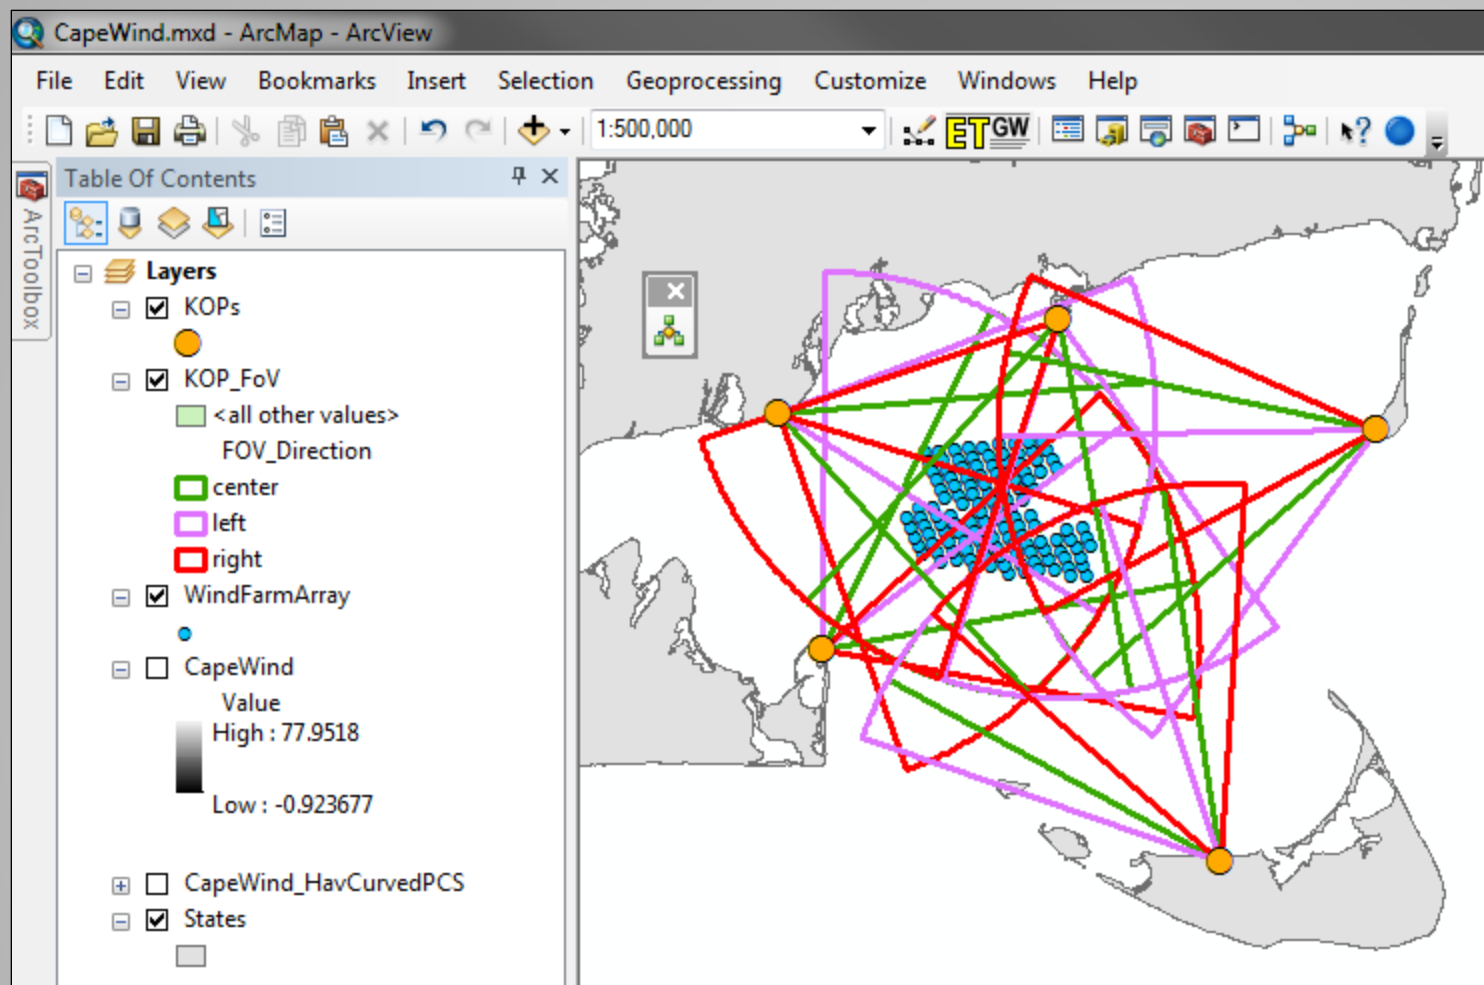 CapeWind.mxd - ArcMap - ArcView
File Edit View Bookmarks Insert Selection Geoprocessing Customize Windows Help
1:500,000
ET GW
ArcToolbox
Table Of Contents
Layers
KOPs
KOP_FoV
<all other values>
FOV_Direction
center
left
right
WindFarmArray
CapeWind
Value
High : 77.9518
Low : -0.923677
CapeWind_HavCurvedPCS
States